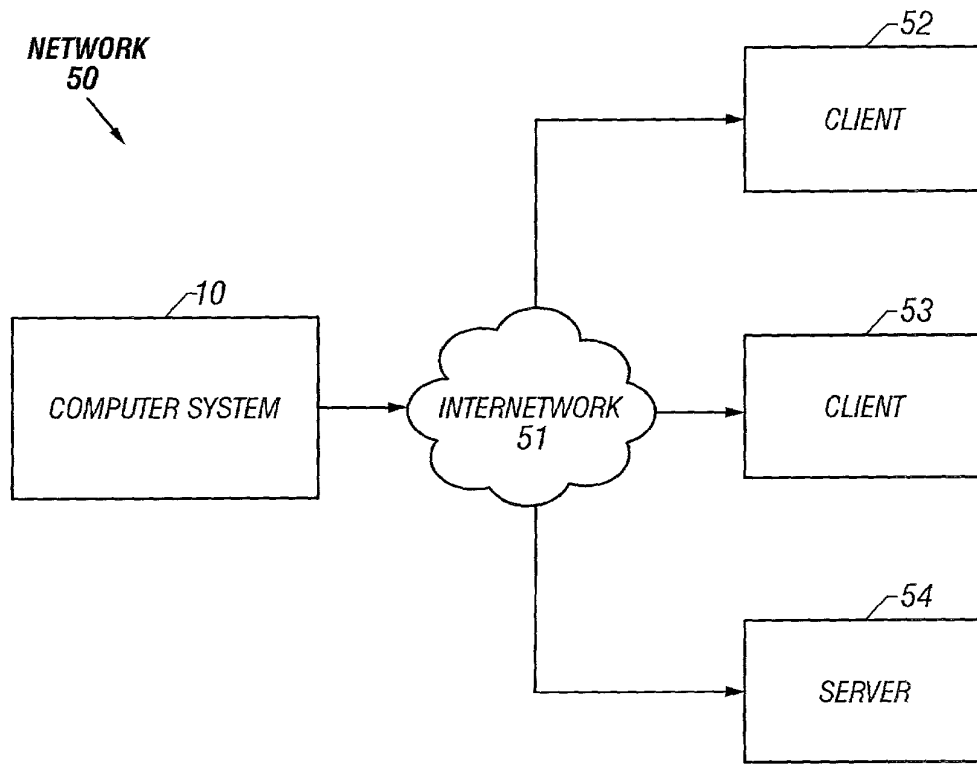 NETWORK
50
52
CLIENT
10
COMPUTER SYSTEM
INTERNETWORK
51
53
CLIENT
54
SERVER